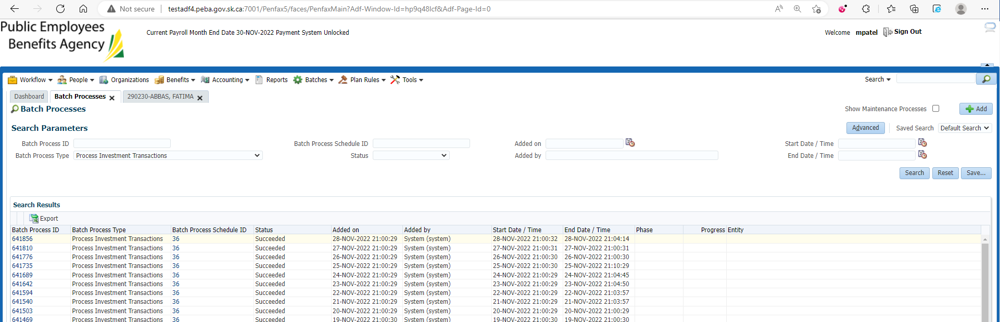 Not secure testadf4.peba.gov.sk.ca:7001/Penfax5/faces/PenfaxMain?Adf-Window-Id=hp9q48lcf&Adf-Page-Id=0
Public Employees
Benefits Agency
Current Payroll Month End Date 30-NOV-2022 Payment System Unlocked
Welcome mpatel Sign Out
Workflow People Organizations Benefits Accounting Reports Batches Plan Rules Tools Search
Dashboard Batch Processes 290230-ABBAS, FATIMA
Batch Processes Show Maintenance Processes Add
Search Parameters Advanced Saved Search Default Search
Batch Process ID Batch Process Schedule ID Added on Start Date / Time
Batch Process Type Process Investment Transactions Status Added by End Date / Time
Search Reset Save...
Search Results
Export
Batch Process ID Batch Process Type Batch Process Schedule ID Status Added on Added by Start Date / Time End Date / Time Phase Progress Entity
641856 Process Investment Transactions 36 Succeeded 28-NOV-2022 21:00:29 System (system) 28-NOV-2022 21:00:32 28-NOV-2022 21:04:14
641810 Process Investment Transactions 36 Succeeded 27-NOV-2022 21:00:29 System (system) 27-NOV-2022 21:00:31 27-NOV-2022 21:00:31
641776 Process Investment Transactions 36 Succeeded 26-NOV-2022 21:00:29 System (system) 26-NOV-2022 21:00:30 26-NOV-2022 21:00:30
641735 Process Investment Transactions 36 Succeeded 25-NOV-2022 21:00:29 System (system) 25-NOV-2022 21:00:30 25-NOV-2022 21:10:29
641689 Process Investment Transactions 36 Succeeded 24-NOV-2022 21:00:29 System (system) 24-NOV-2022 21:00:29 24-NOV-2022 21:04:45
641642 Process Investment Transactions 36 Succeeded 23-NOV-2022 21:00:29 System (system) 23-NOV-2022 21:00:29 23-NOV-2022 21:04:50
641594 Process Investment Transactions 36 Succeeded 22-NOV-2022 21:00:29 System (system) 22-NOV-2022 21:00:29 22-NOV-2022 21:03:57
641540 Process Investment Transactions 36 Succeeded 21-NOV-2022 21:00:29 System (system) 21-NOV-2022 21:00:29 21-NOV-2022 21:03:57
641503 Process Investment Transactions 36 Succeeded 20-NOV-2022 21:00:29 System (system) 20-NOV-2022 21:00:29 20-NOV-2022 21:00:29
641469 Process Investment Transactions 36 Succeeded 19-NOV-2022 21:00:30 System (system) 19-NOV-2022 21:00:30 19-NOV-2022 21:00:30